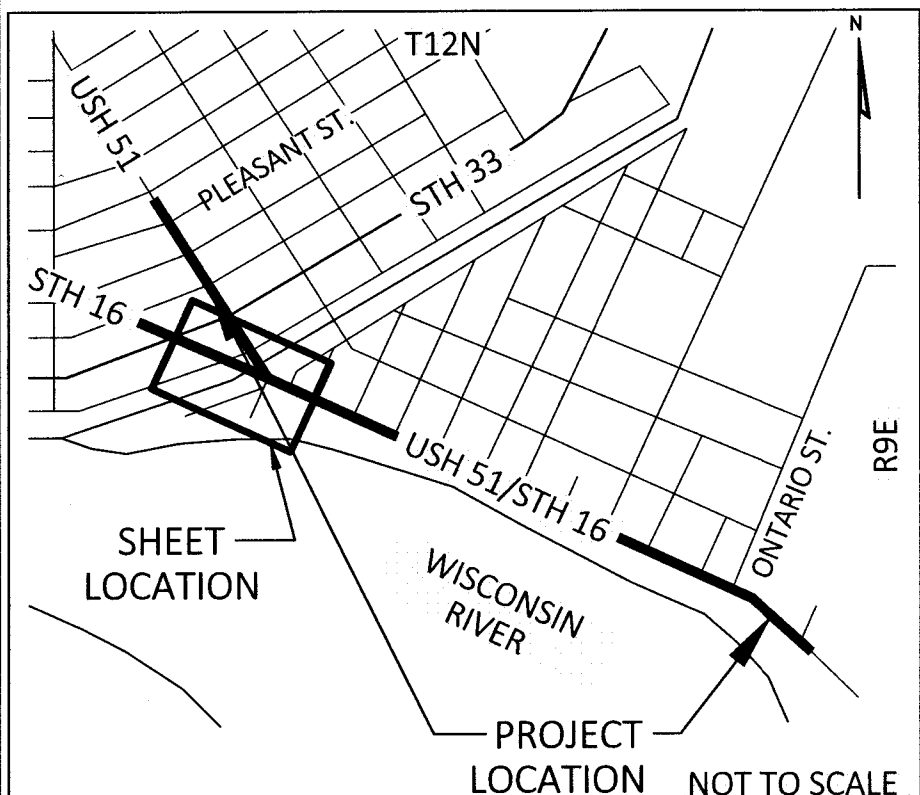 N
T12N
USH 51
PLEASANT ST.
STH 33
STH 16
USH 51/STH 16
ONTARIO ST.
R9E
SHEET
LOCATION
WISCONSIN
RIVER
PROJECT
LOCATION
NOT TO SCALE